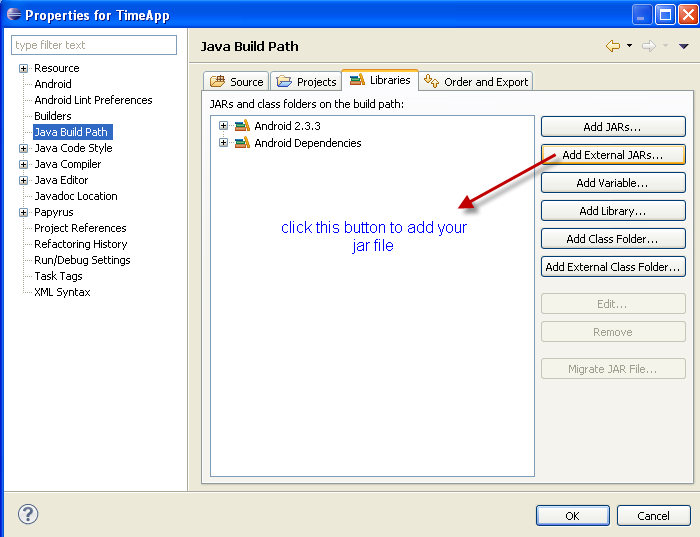 Properties for TimeApp
type filter text
Java Build Path
Resource
Android
Android Lint Preferences
Builders
Java Build Path
Java Code Style
Java Compiler
Java Editor
Javadoc Location
Papyrus
Project References
Refactoring History
Run/Debug Settings
Task Tags
XML Syntax
Source
Projects
Libraries
Order and Export
JARs and class folders on the build path:
Android 2.3.3
Android Dependencies
click this button to add your
jar file
Add JARs...
Add External JARs...
Add Variable...
Add Library...
Add Class Folder...
Add External Class Folder...
Edit...
Remove
Migrate JAR File...
?
OK
Cancel